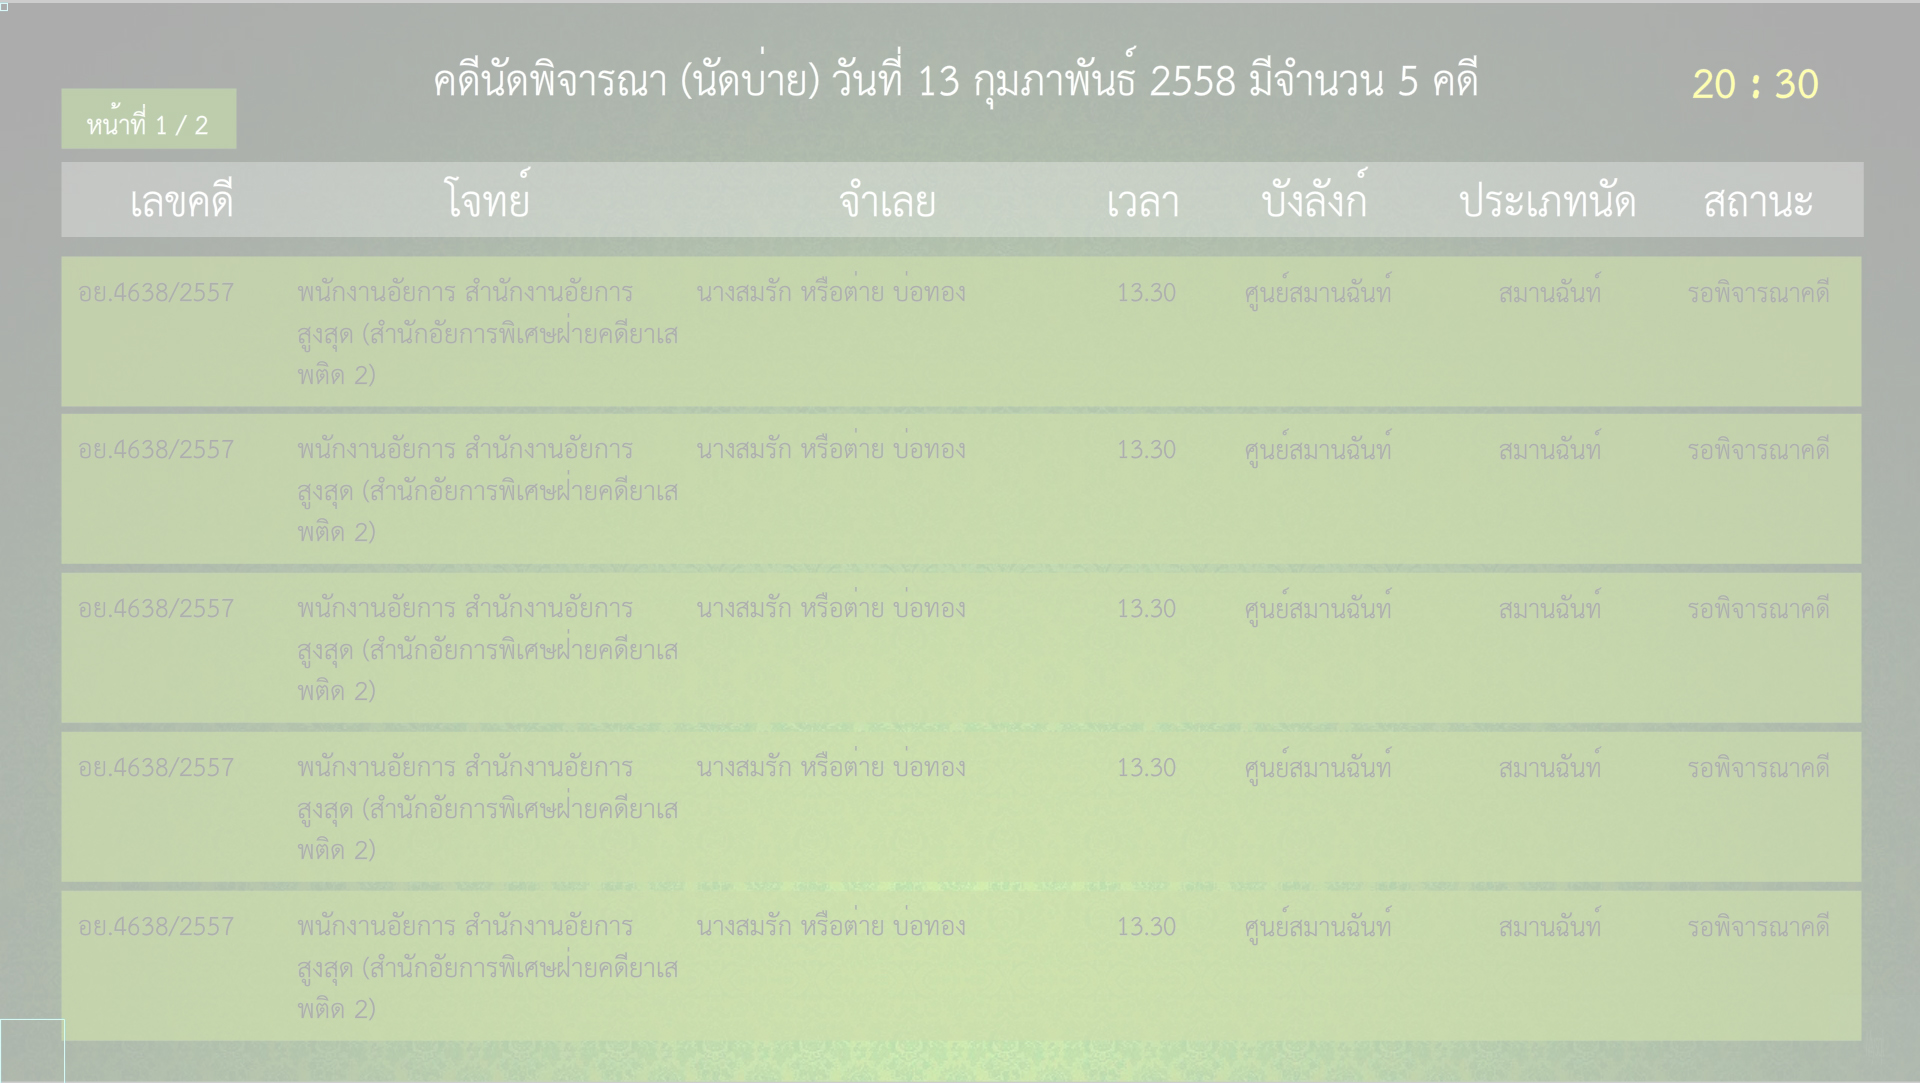 คดีนัดพิจารณา (นัดบ่าย) วันที่ 13 กุมภาพันธ์ 2558 มีจำนวน 5 คดี
20 : 30
หน้าที่ 1 / 2
เลขคดี โจทย์ จำเลย เวลา บังลังก์ ประเภทนัด สถานะ
อย.4638/2557 พนักงานอัยการ สำนักงานอัยการ นางสมรัก หรือต่าย บ่อทอง 13.30 ศูนย์สมานฉันท์ สมานฉันท์ รอพิจารณาคดี
สูงสุด (สำนักอัยการพิเศษฝ่ายคดียาเส
พติด 2)
อย.4638/2557 พนักงานอัยการ สำนักงานอัยการ นางสมรัก หรือต่าย บ่อทอง 13.30 ศูนย์สมานฉันท์ สมานฉันท์ รอพิจารณาคดี
สูงสุด (สำนักอัยการพิเศษฝ่ายคดียาเส
พติด 2)
อย.4638/2557 พนักงานอัยการ สำนักงานอัยการ นางสมรัก หรือต่าย บ่อทอง 13.30 ศูนย์สมานฉันท์ สมานฉันท์ รอพิจารณาคดี
สูงสุด (สำนักอัยการพิเศษฝ่ายคดียาเส
พติด 2)
อย.4638/2557 พนักงานอัยการ สำนักงานอัยการ นางสมรัก หรือต่าย บ่อทอง 13.30 ศูนย์สมานฉันท์ สมานฉันท์ รอพิจารณาคดี
สูงสุด (สำนักอัยการพิเศษฝ่ายคดียาเส
พติด 2)
อย.4638/2557 พนักงานอัยการ สำนักงานอัยการ นางสมรัก หรือต่าย บ่อทอง 13.30 ศูนย์สมานฉันท์ สมานฉันท์ รอพิจารณาคดี
สูงสุด (สำนักอัยการพิเศษฝ่ายคดียาเส
พติด 2)